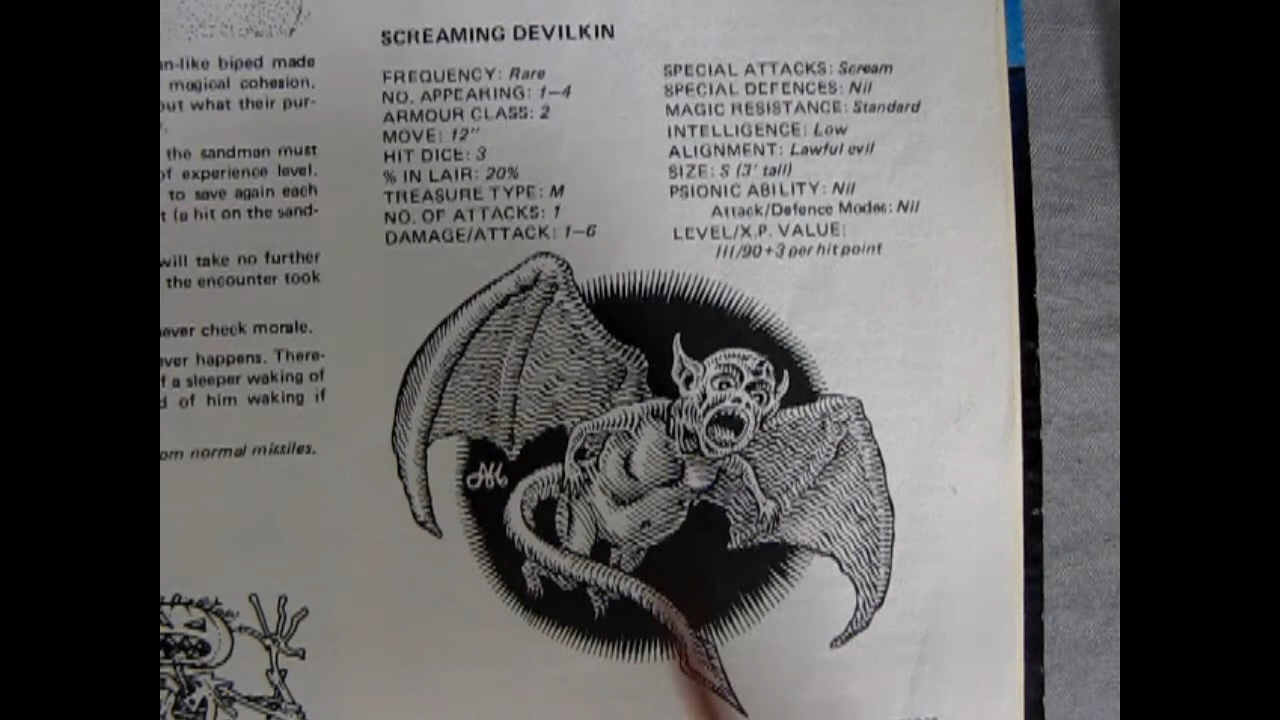 n-like biped made
magical cohesion.
out what their pur-
the sandman must
of experience level.
to save again each
t (a hit on the sand-
will take no further
the encounter took
ever check morale.
ver happens. There-
f a sleeper waking of
d of him waking if
om normal missiles.
SCREAMING DEVILKIN
FREQUENCY: Rare
NO. APPEARING: 1–4
ARMOUR CLASS: 2
MOVE: 12"
HIT DICE: 3
% IN LAIR: 20%
TREASURE TYPE: M
NO. OF ATTACKS: 1
DAMAGE/ATTACK: 1–6
SPECIAL ATTACKS: Scream
SPECIAL DEFENCES: Nil
MAGIC RESISTANCE: Standard
INTELLIGENCE: Low
ALIGNMENT: Lawful evil
SIZE: S (3' tall)
PSIONIC ABILITY: Nil
Attack/Defence Modes: Nil
LEVEL/X.P. VALUE:
III/90+3 per hit point